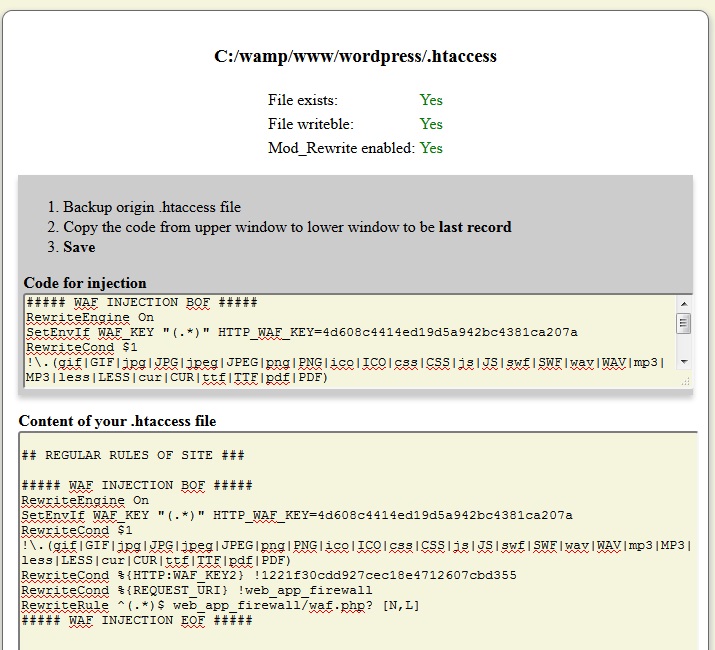 C:/wamp/www/wordpress/.htaccess
File exists: Yes
File writeble: Yes
Mod_Rewrite enabled: Yes
1. Backup origin .htaccess file
2. Copy the code from upper window to lower window to be last record
3. Save
Code for injection
##### WAF INJECTION BOF #####
RewriteEngine On
SetEnvIf WAF_KEY "(.*)" HTTP_WAF_KEY=4d608c4414ed19d5a942bc4381ca207a
RewriteCond $1
!\.(gif|GIF|jpg|JPG|jpeg|JPEG|png|PNG|ico|ICO|css|CSS|js|JS|swf|SWF|wav|WAV|mp3|
MP3|less|LESS|cur|CUR|ttf|TTF|pdf|PDF)
Content of your .htaccess file
## REGULAR RULES OF SITE ###
##### WAF INJECTION BOF #####
RewriteEngine On
SetEnvIf WAF_KEY "(.*)" HTTP_WAF_KEY=4d608c4414ed19d5a942bc4381ca207a
RewriteCond $1
!\.(gif|GIF|jpg|JPG|jpeg|JPEG|png|PNG|ico|ICO|css|CSS|js|JS|swf|SWF|wav|WAV|mp3|MP3|
less|LESS|cur|CUR|ttf|TTF|pdf|PDF)
RewriteCond %{HTTP:WAF_KEY2} !1221f30cdd927cec18e4712607cbd355
RewriteCond %{REQUEST_URI} !web_app_firewall
RewriteRule ^(.*)$ web_app_firewall/waf.php? [N,L]
##### WAF INJECTION EOF #####